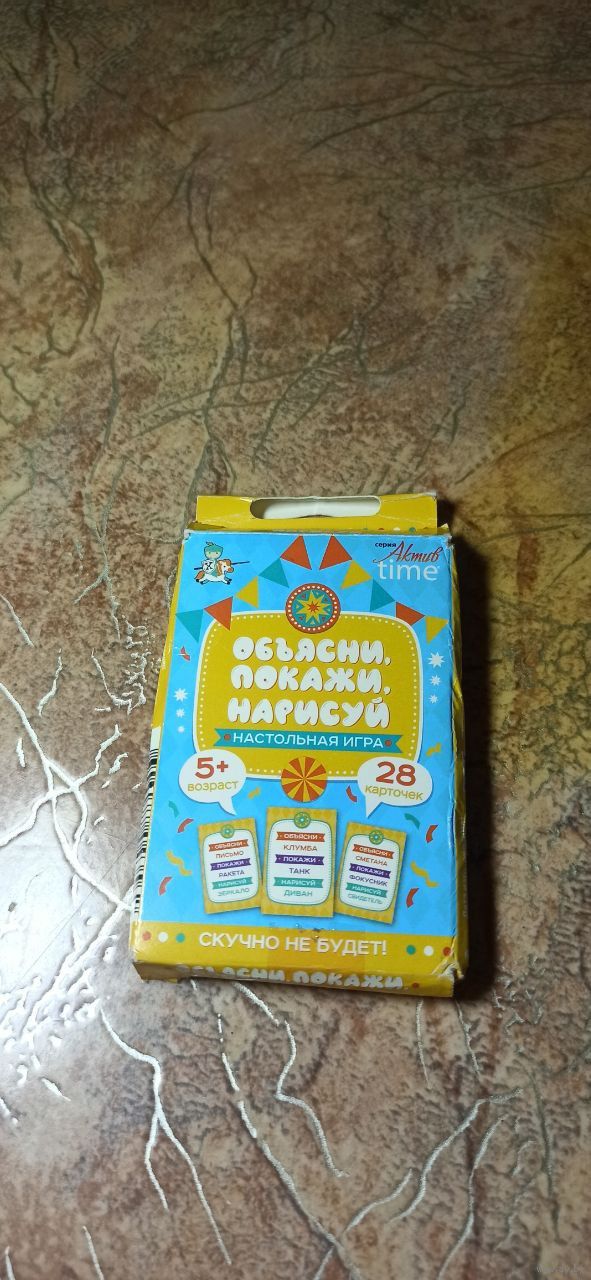 серия Актив
time
ОБЪЯСНИ,
ПОКАЖИ,
НАРИСУЙ
НАСТОЛЬНАЯ ИГРА
5+
возраст
28
карточек
ОБЪЯСНИ
ПИСЬМО
ПОКАЖИ
РАКЕТА
НАРИСУЙ
ЗЕРКАЛО
ОБЪЯСНИ
КЛУМБА
ПОКАЖИ
ТАНК
НАРИСУЙ
ДИВАН
ОБЪЯСНИ
СМЕТАНА
ПОКАЖИ
ФОКУСНИК
НАРИСУЙ
СВИДЕТЕЛЬ
СКУЧНО НЕ БУДЕТ!
ОБЪЯСНИ, ПОКАЖИ,